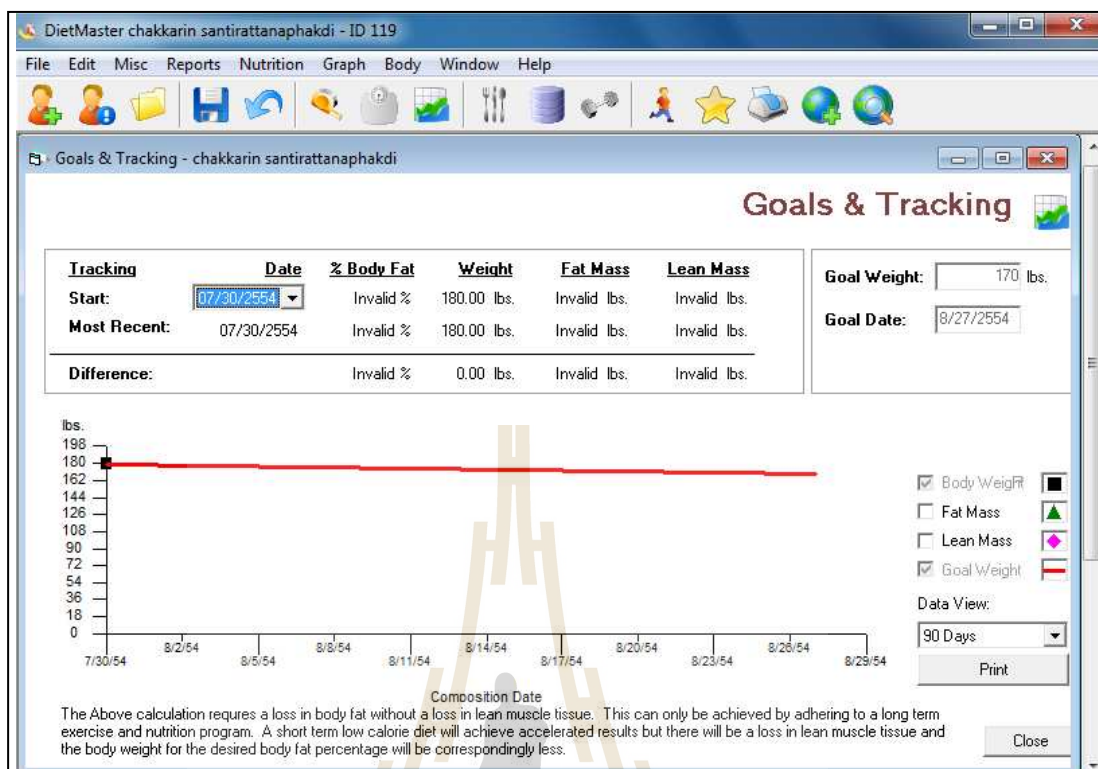 DietMaster chakkarin santirattanaphakdi - ID 119
File Edit Misc Reports Nutrition Graph Body Window Help
Goals & Tracking - chakkarin santirattanaphakdi
Goals & Tracking
Tracking Date % Body Fat Weight Fat Mass Lean Mass
Start: 07/30/2554 Invalid % 180.00 lbs. Invalid lbs. Invalid lbs.
Most Recent: 07/30/2554 Invalid % 180.00 lbs. Invalid lbs. Invalid lbs.
Difference: Invalid % 0.00 lbs. Invalid lbs. Invalid lbs.
Goal Weight: 170 lbs.
Goal Date: 8/27/2554
lbs.
198
180
162
144
126
108
90
72
54
36
18
0
7/30/54 8/2/54 8/5/54 8/8/54 8/11/54 8/14/54 8/17/54 8/20/54 8/23/54 8/26/54 8/29/54
Composition Date
Fat Mass
Lean Mass
Goal Weight
Data View:
90 Days
Print
The Above calculation requres a loss in body fat without a loss in lean muscle tissue. This can only be achieved by adhering to a long term
exercise and nutrition program. A short term low calorie diet will achieve accelerated results but there will be a loss in lean muscle tissue and
the body weight for the desired body fat percentage will be correspondingly less.
Close